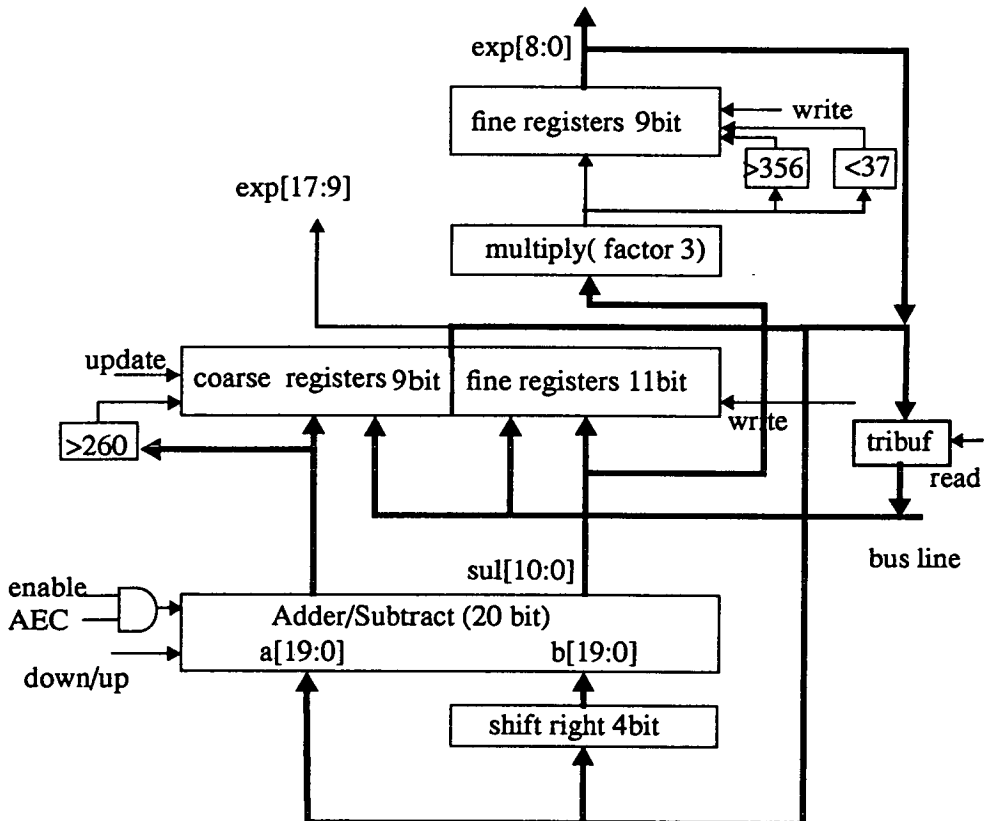 exp[8:0]
fine registers 9bit
write
>356
<37
exp[17:9]
multiply( factor 3)
update
coarse registers 9bit
fine registers 11bit
>260
write
tribuf
read
bus line
sul[10:0]
enable
AEC
Adder/Subtract (20 bit)
a[19:0] b[19:0]
down/up
shift right 4bit